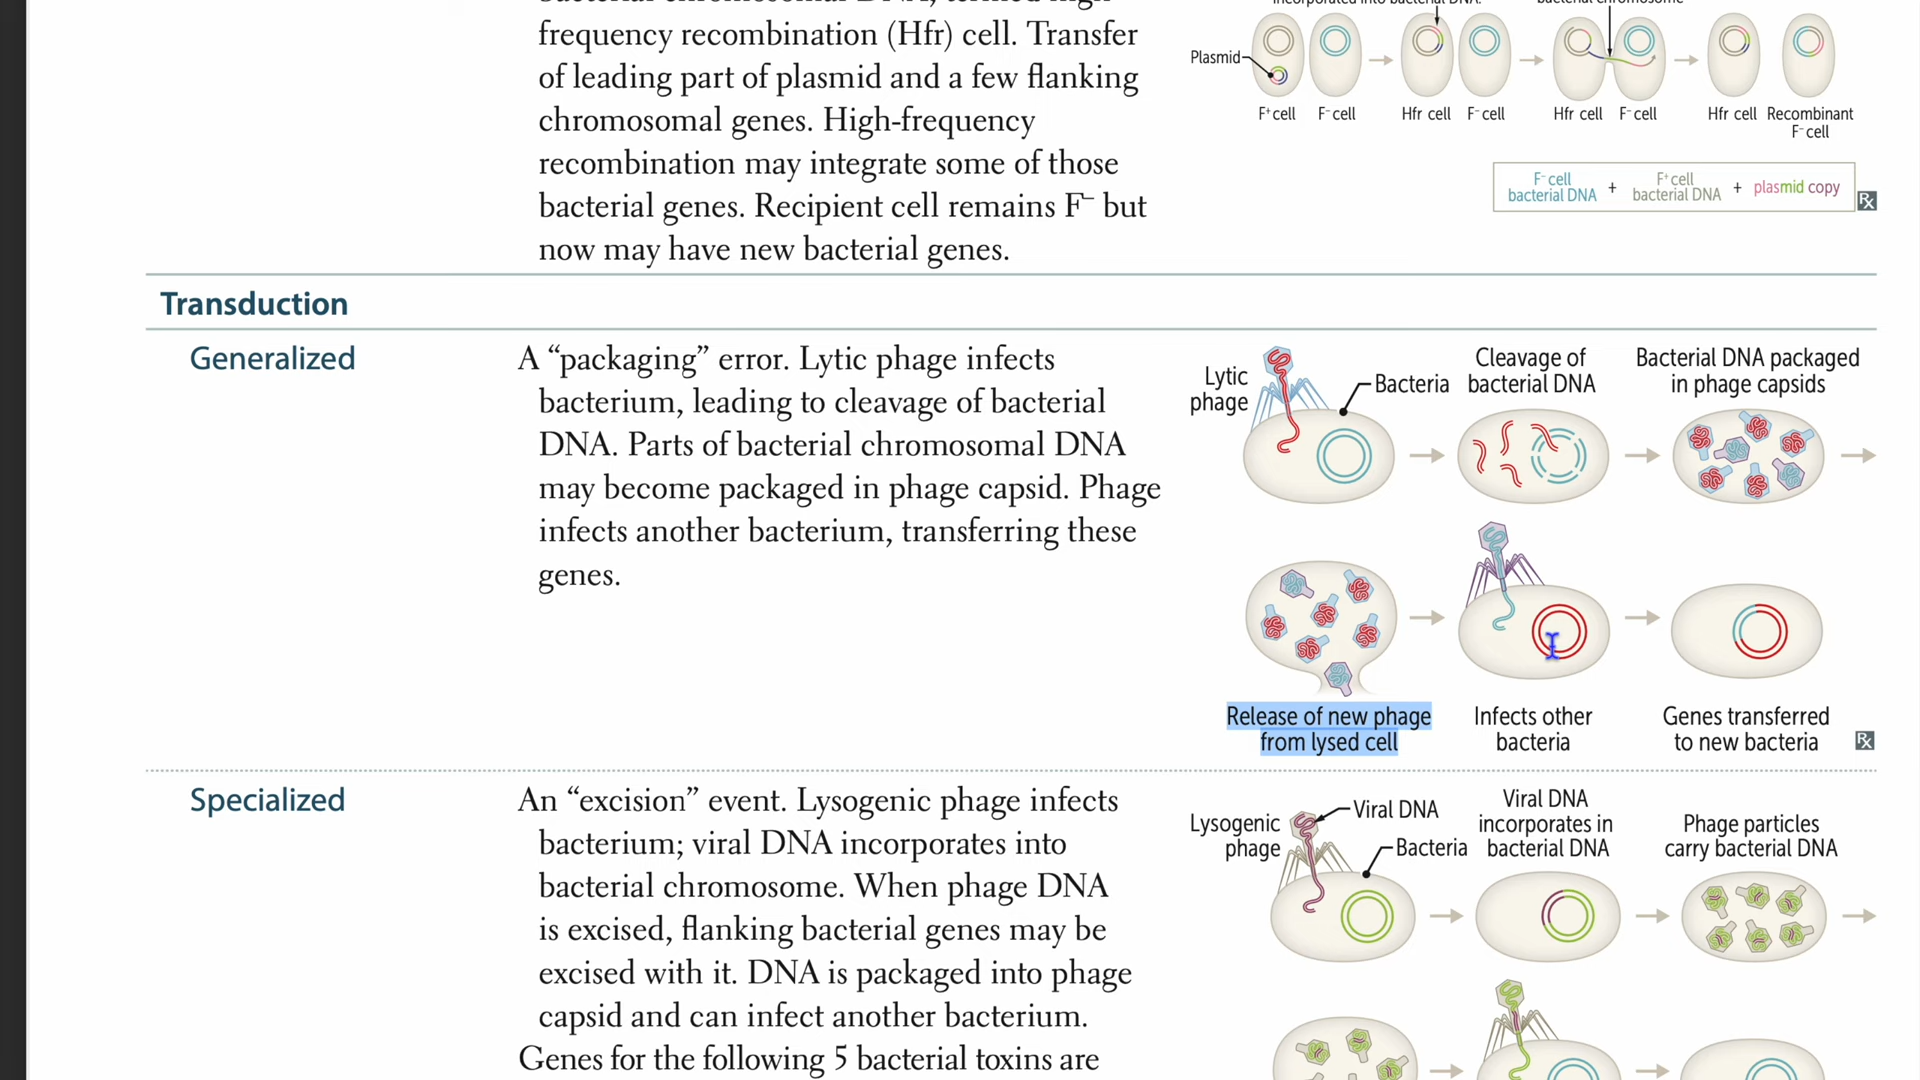 frequency recombination (Hfr) cell. Transfer
of leading part of plasmid and a few flanking
chromosomal genes. High-frequency
recombination may integrate some of those
bacterial genes. Recipient cell remains F– but
now may have new bacterial genes.
Plasmid
F+ cell F– cell Hfr cell F– cell Hfr cell F– cell Hfr cell Recombinant
F– cell
F– cell
bacterial DNA + F+ cell
bacterial DNA + plasmid copy
Rx
Transduction
Generalized
A “packaging” error. Lytic phage infects
bacterium, leading to cleavage of bacterial
DNA. Parts of bacterial chromosomal DNA
may become packaged in phage capsid. Phage
infects another bacterium, transferring these
genes.
Lytic
phage
Bacteria
Cleavage of
bacterial DNA
Bacterial DNA packaged
in phage capsids
Release of new phage
from lysed cell
Infects other
bacteria
Genes transferred
to new bacteria
Rx
Specialized
An “excision” event. Lysogenic phage infects
bacterium; viral DNA incorporates into
bacterial chromosome. When phage DNA
is excised, flanking bacterial genes may be
excised with it. DNA is packaged into phage
capsid and can infect another bacterium.
Genes for the following 5 bacterial toxins are
Lysogenic
phage
Viral DNA
Bacteria
Viral DNA
incorporates in
bacterial DNA
Phage particles
carry bacterial DNA